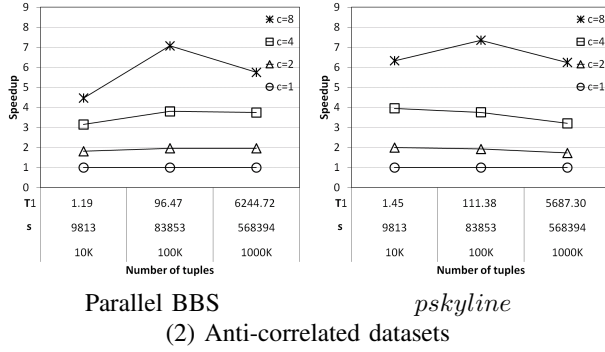 9
8
7
6
5
4
3
2
1
0
Speedup
c=8
c=4
c=2
c=1
T1 1.19 96.47 6244.72
s 9813 83853 568394
10K 100K 1000K
Number of tuples
Parallel BBS
9
8
7
6
5
4
3
2
1
0
Speedup
c=8
c=4
c=2
c=1
T1 1.45 111.38 5687.30
s 9813 83853 568394
10K 100K 1000K
Number of tuples
pskyline
(2) Anti-correlated datasets